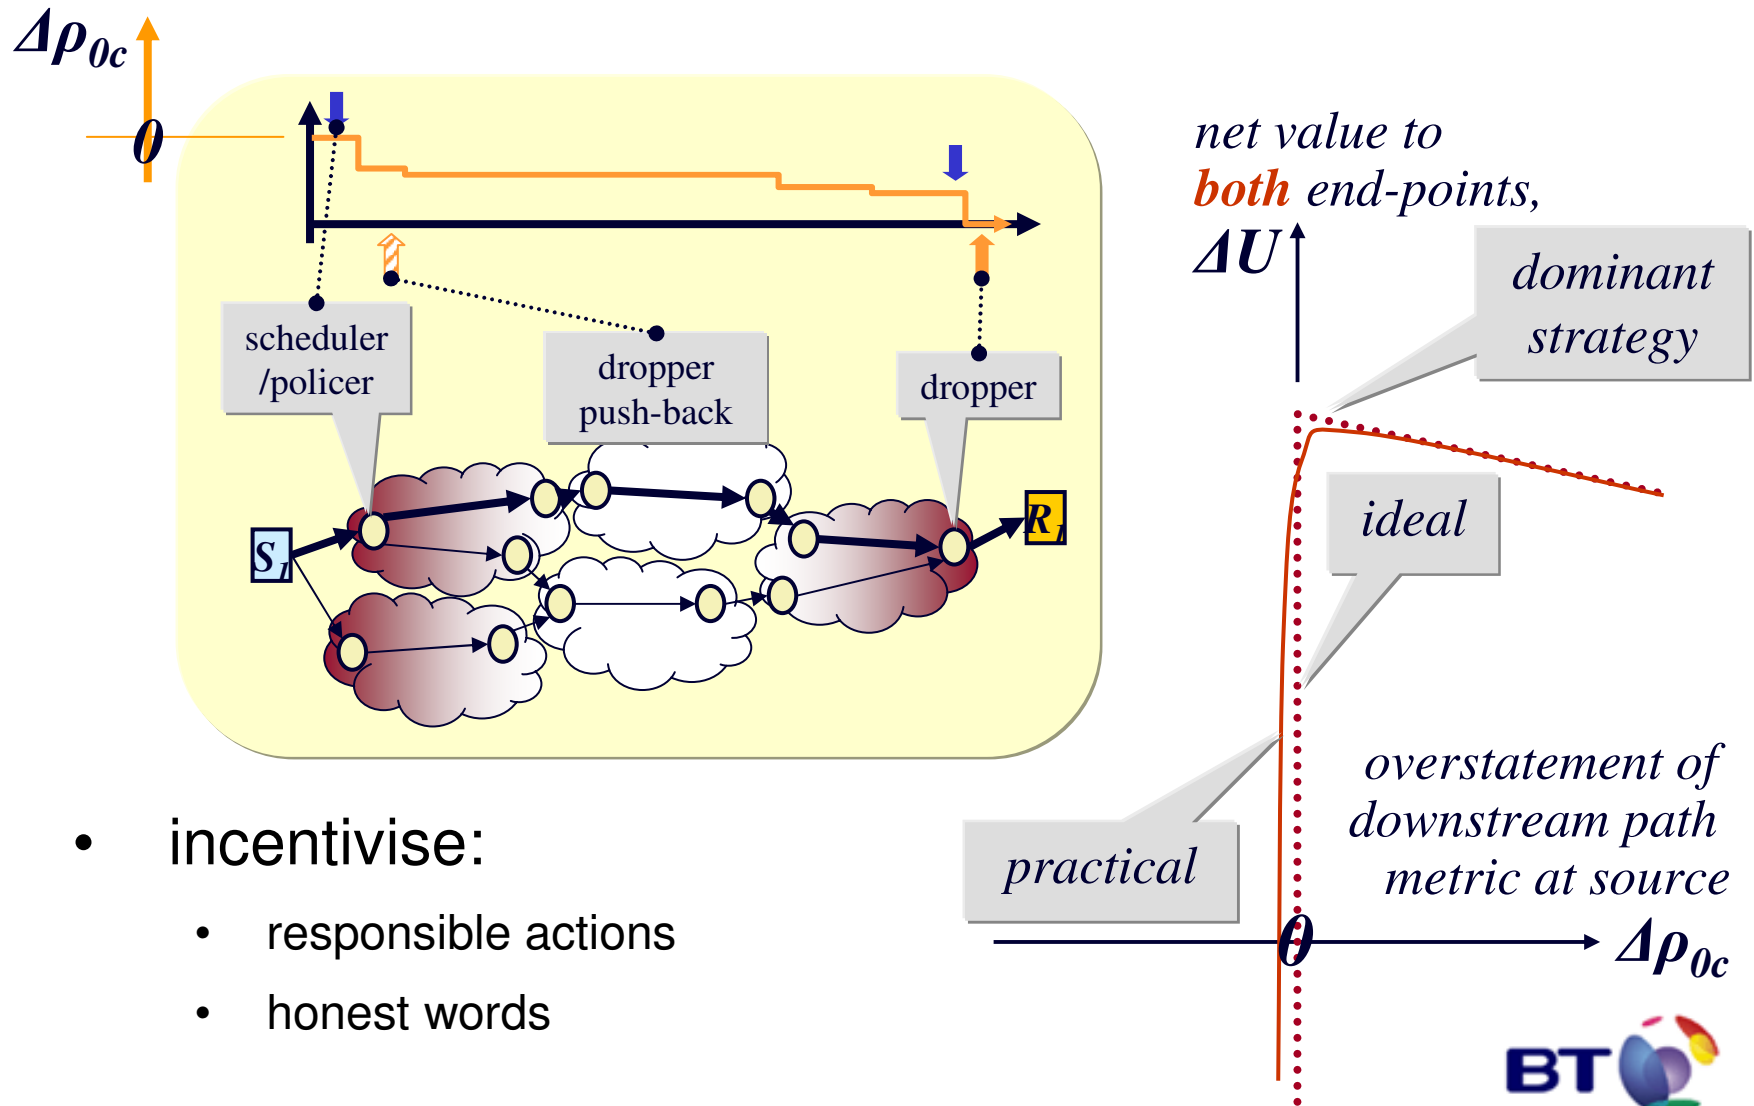 Δρ0c
0
scheduler
/policer
dropper
push-back
dropper
S1
R1
net value to
both end-points,
ΔU
dominant
strategy
ideal
practical
overstatement of
downstream path
metric at source
0
Δρ0c
• incentivise:
• responsible actions
• honest words
BT